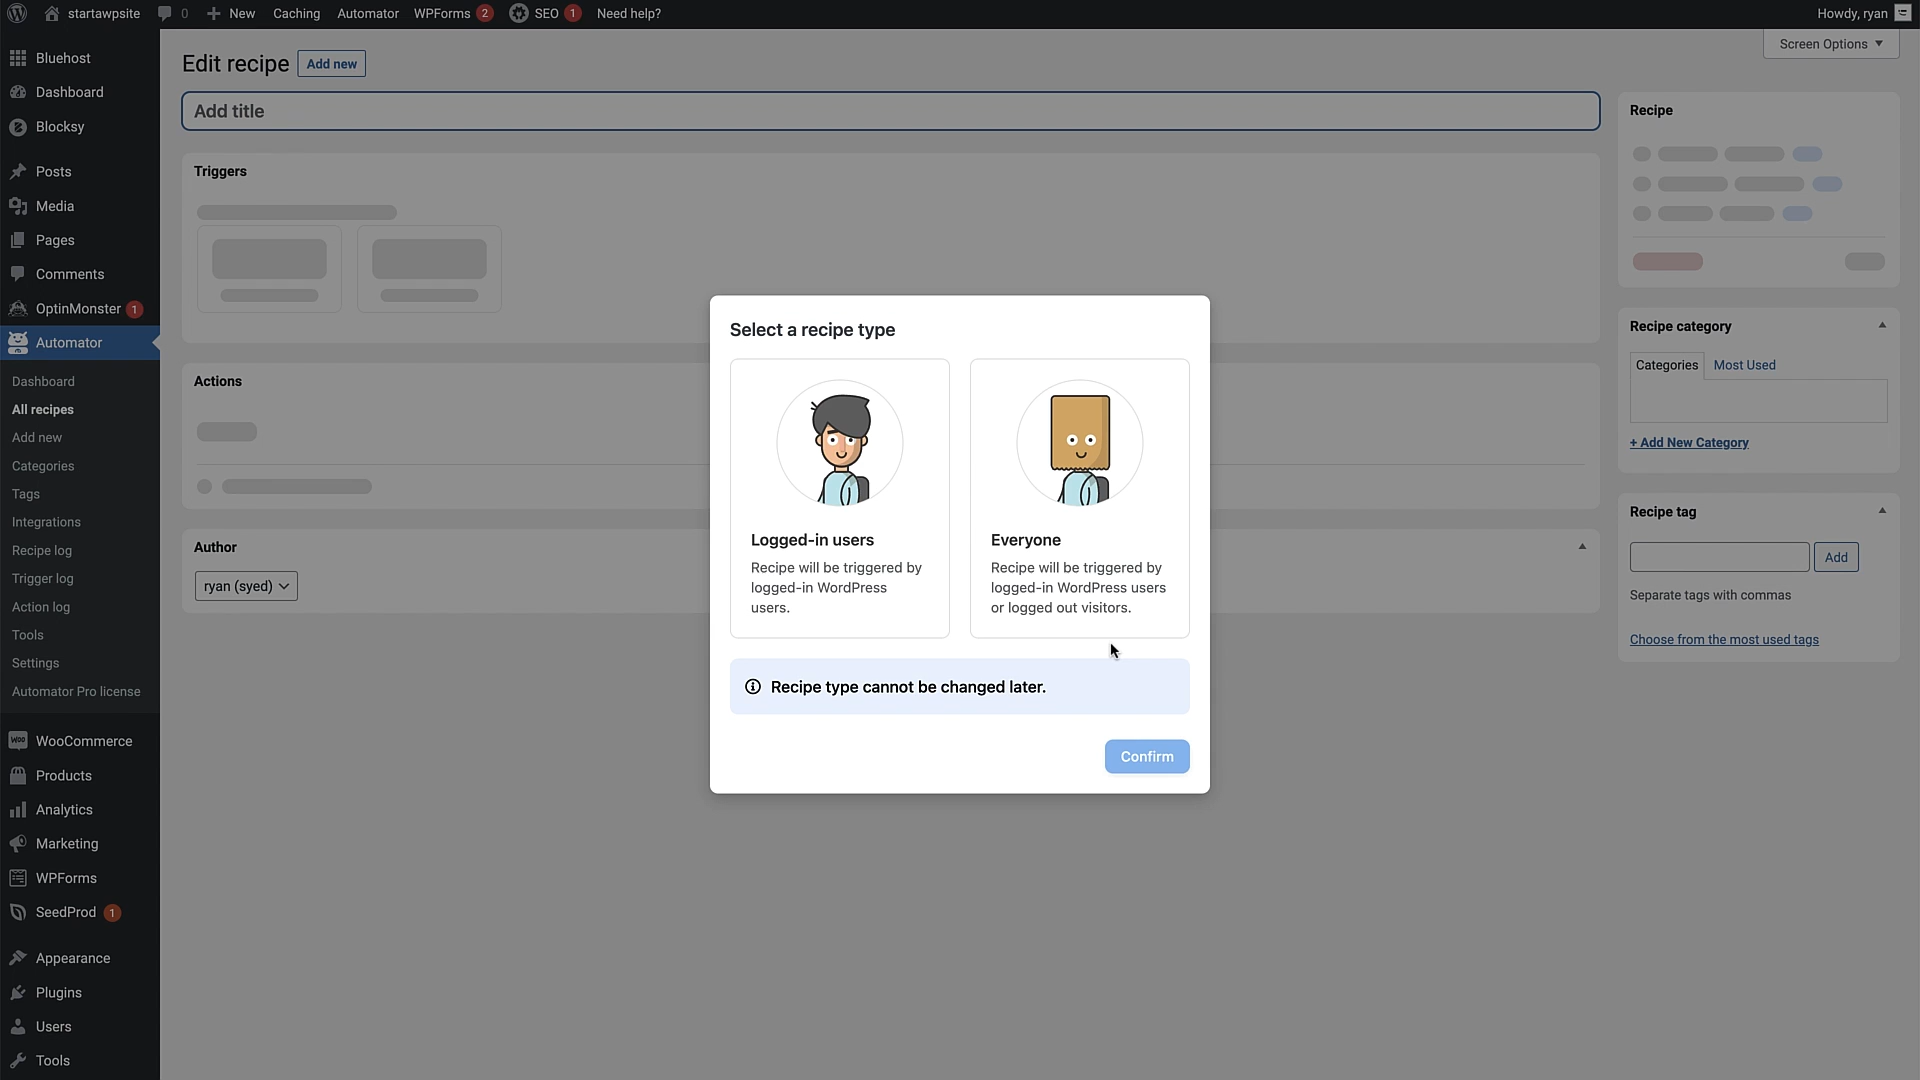 startawpsite
0
New
Caching
Automator
WPForms 2
SEO 1
Need help?
Howdy, ryan
Bluehost
Dashboard
Blocksy
Posts
Media
Pages
Comments
OptinMonster 1
Automator
Dashboard
All recipes
Add new
Categories
Tags
Integrations
Recipe log
Trigger log
Action log
Tools
Settings
Automator Pro license
Woo WooCommerce
Products
Analytics
Marketing
WPForms
SeedProd 1
Appearance
Plugins
Users
Tools
Screen Options
Edit recipe
Add new
Add title
Triggers
Actions
Author
ryan (syed)
Select a recipe type
Logged-in users
Recipe will be triggered by
logged-in WordPress
users.
Everyone
Recipe will be triggered by
logged-in WordPress users
or logged out visitors.
Recipe type cannot be changed later.
Confirm
Recipe
Recipe category
Categories
Most Used
+ Add New Category
Recipe tag
Add
Separate tags with commas
Choose from the most used tags